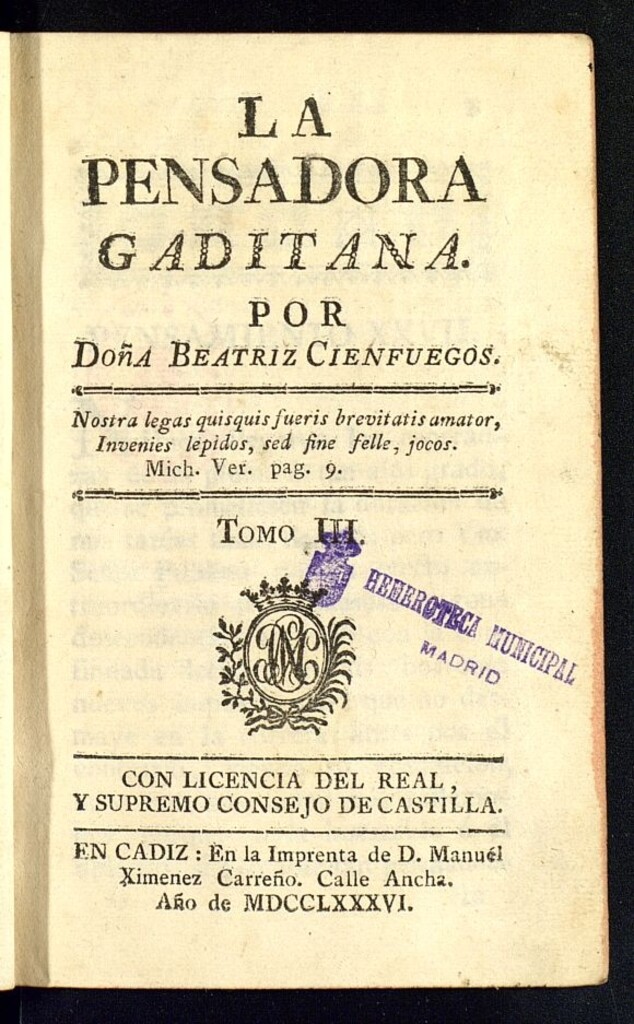 LA
PENSADORA
GADITANA.
POR
DOñA BEATRIZ CIENFUEGOS.
Nostra legas quisquis fueris brevitatis amator,
Invenies lepidos, sed fine felle, jocos.
Mich. Ver. pag. 9.
TOMO III.
HEMEROTECA MUNICIPAL
MADRID
CON LICENCIA DEL REAL,
Y SUPREMO CONSEJO DE CASTILLA.
EN CADIZ : En la Imprenta de D. Manuél
Ximenez Carreño. Calle Ancha.
Año de MDCCLXXXVI.